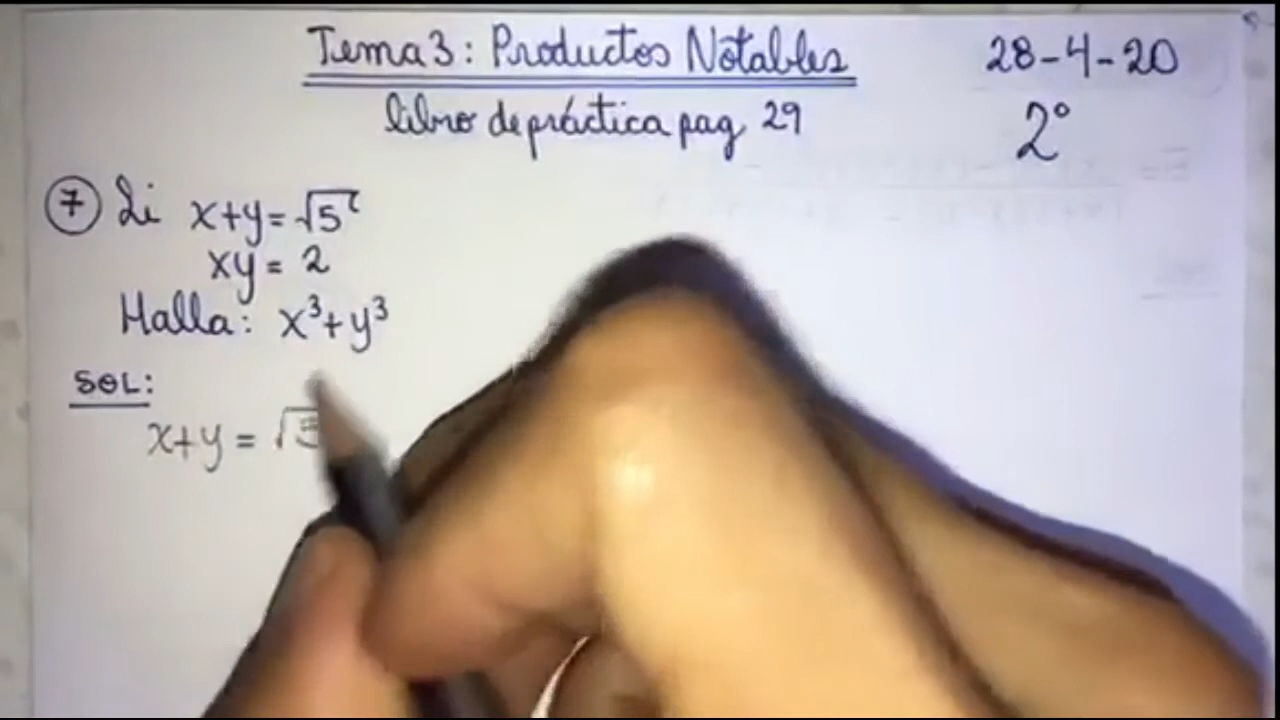 Tema 3: Productos Notables
28-4-20
libro de práctica pag 29
2°
7 Si x+y=√5
xy = 2
Halla: x³+y³
SOL:
x+y = √5